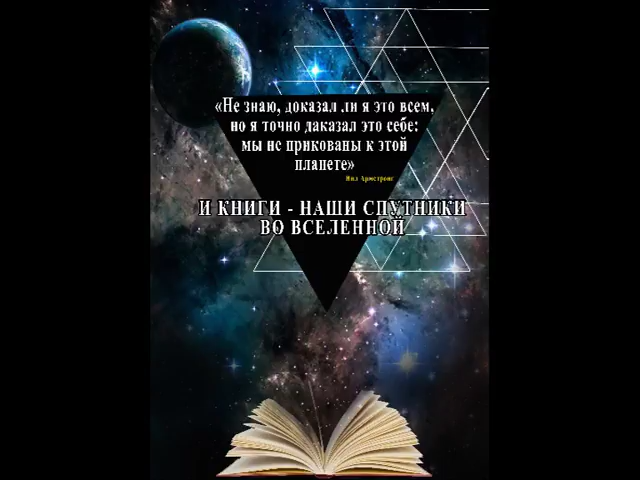 «Не знаю, доказал ли я это всем,
но я точно даказал это себе:
мы не прикованы к этой
планете»
Нил Армстронг
И КНИГИ - НАШИ СПУТНИКИ
ВО ВСЕЛЕННОЙ